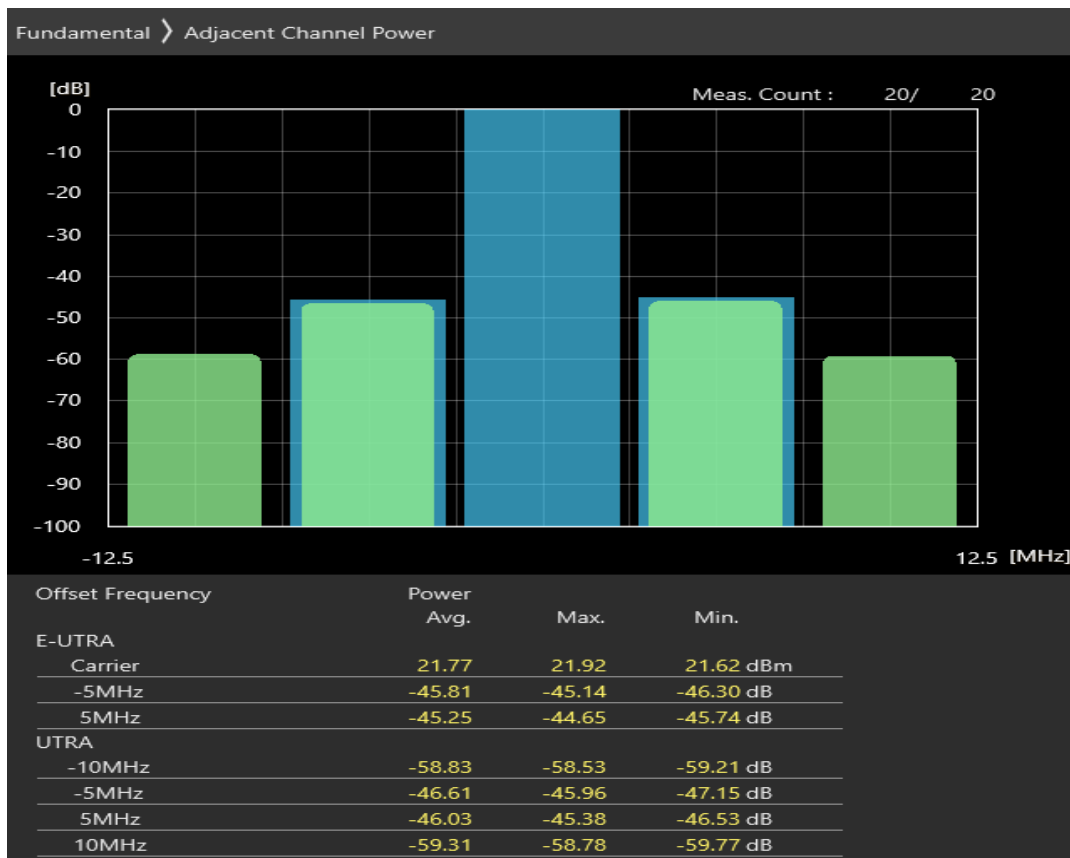 Fundamental 〉 Adjacent Channel Power
[dB]
Meas. Count : 20/ 20
0
-10
-20
-30
-40
-50
-60
-70
-80
-90
-100
-12.5 12.5 [MHz]
Offset Frequency Power
Avg. Max. Min.
E-UTRA
Carrier 21.77 21.92 21.62 dBm
-5MHz -45.81 -45.14 -46.30 dB
5MHz -45.25 -44.65 -45.74 dB
UTRA
-10MHz -58.83 -58.53 -59.21 dB
-5MHz -46.61 -45.96 -47.15 dB
5MHz -46.03 -45.38 -46.53 dB
10MHz -59.31 -58.78 -59.77 dB